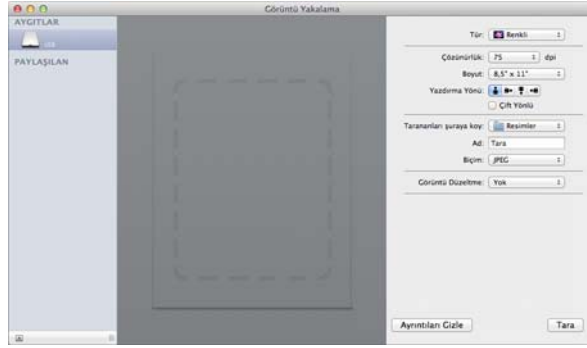 Görüntü Yakalama
AYGITLAR
USB
PAYLAŞILAN
Tür: Renkli
Çözünürlük: 75 dpi
Boyut: 8,5" x 11"
Yazdırma Yönü:
Çift Yönlü
Tarananları şuraya koy: Resimler
Ad: Tara
Biçim: JPEG
Görüntü Düzeltme: Yok
Ayrıntıları Gizle
Tara